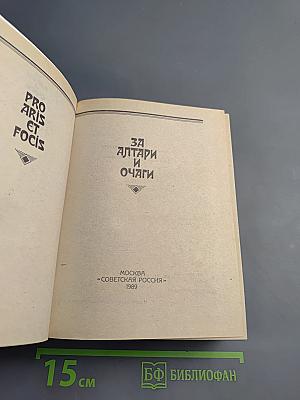 PRO
ARIS
ET
FOCIS
ЗА
АЛТАРИ
И
ОЧАГИ
МОСКВА
«СОВЕТСКАЯ РОССИЯ»
1989
15 см
БФ БИБЛИОФАН